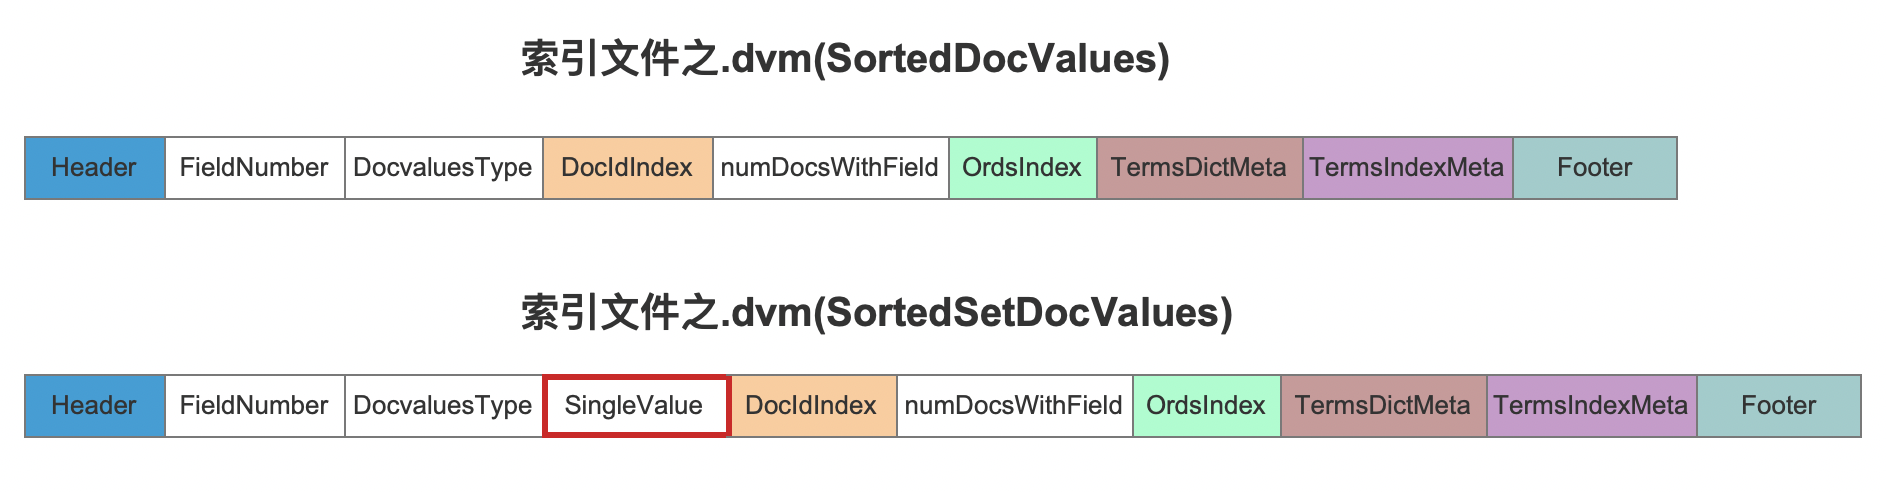 索引文件之.dvm(SortedDocValues)
Header FieldNumber DocvaluesType DocIdIndex numDocsWithField OrdsIndex TermsDictMeta TermsIndexMeta Footer
索引文件之.dvm(SortedSetDocValues)
Header FieldNumber DocvaluesType SingleValue DocIdIndex numDocsWithField OrdsIndex TermsDictMeta TermsIndexMeta Footer